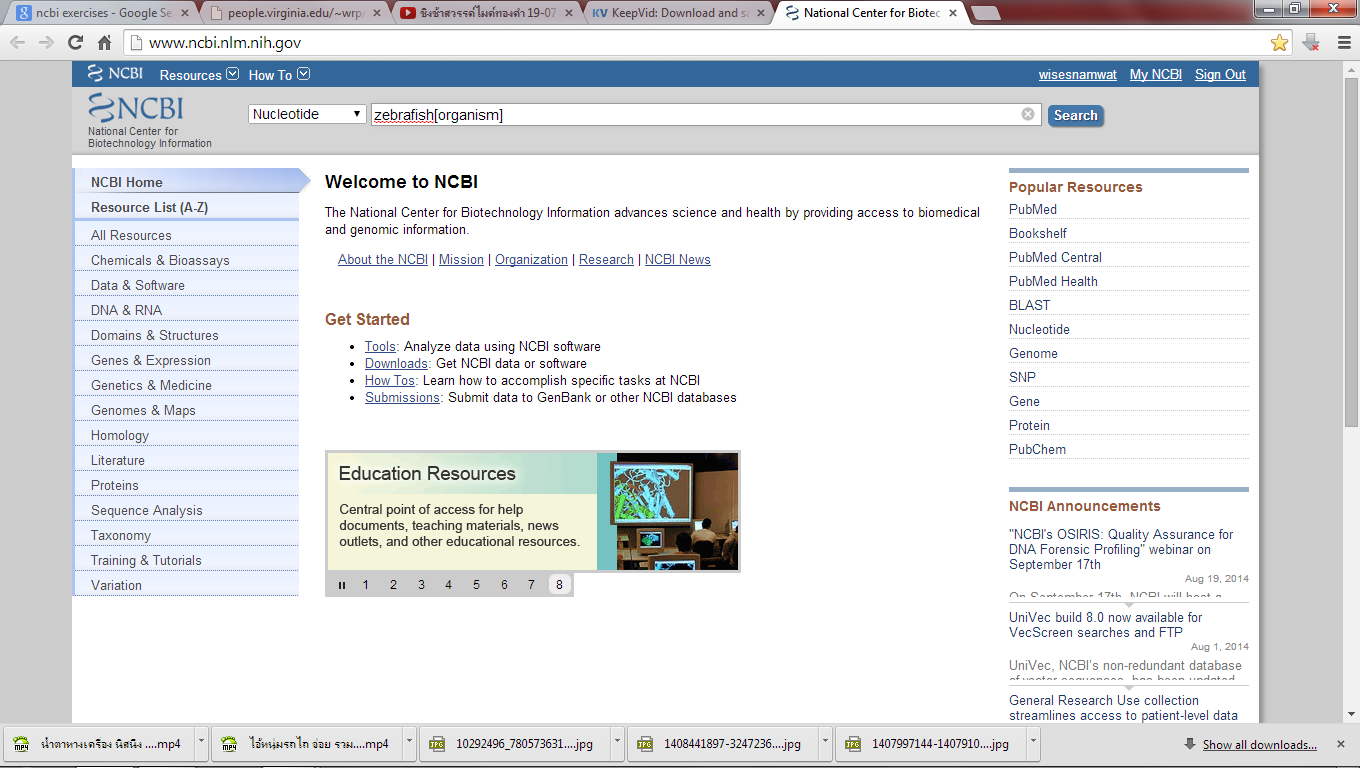 ncbi exercises - Google Se
people.virginia.edu/~wrp/
ชิงช้าสวรรค์ ไมค์ทองคำ 19-07
KeepVid: Download and sa
National Center for Biotec
www.ncbi.nlm.nih.gov
NCBI Resources How To
wisesnamwat My NCBI Sign Out
NCBI
National Center for
Biotechnology Information
Nucleotide
zebrafish[organism]
Search
NCBI Home
Resource List (A-Z)
All Resources
Chemicals & Bioassays
Data & Software
DNA & RNA
Domains & Structures
Genes & Expression
Genetics & Medicine
Genomes & Maps
Homology
Literature
Proteins
Sequence Analysis
Taxonomy
Training & Tutorials
Variation
Welcome to NCBI
The National Center for Biotechnology Information advances science and health by providing access to biomedical
and genomic information.
About the NCBI | Mission | Organization | Research | NCBI News
Get Started
Tools: Analyze data using NCBI software
Downloads: Get NCBI data or software
How Tos: Learn how to accomplish specific tasks at NCBI
Submissions: Submit data to GenBank or other NCBI databases
Education Resources
Central point of access for help
documents, teaching materials, news
outlets, and other educational resources.
1 2 3 4 5 6 7 8
Popular Resources
PubMed
Bookshelf
PubMed Central
PubMed Health
BLAST
Nucleotide
Genome
SNP
Gene
Protein
PubChem
NCBI Announcements
"NCBI's OSIRIS: Quality Assurance for
DNA Forensic Profiling" webinar on
September 17th
Aug 19, 2014
On September 17th, NCBI will host a
UniVec build 8.0 now available for
VecScreen searches and FTP
Aug 1, 2014
UniVec, NCBI's non-redundant database
of vector sequences, has been updated
General Research Use collection
streamlines access to patient-level data
น้ำตาหางเครื่อง นิสนึง ....mp4
ไอ้หนุ่มรถไถ จ่อย รวม....mp4
10292496_780573631....jpg
1408441897-3247236....jpg
1407997144-1407910....jpg
Show all downloads...